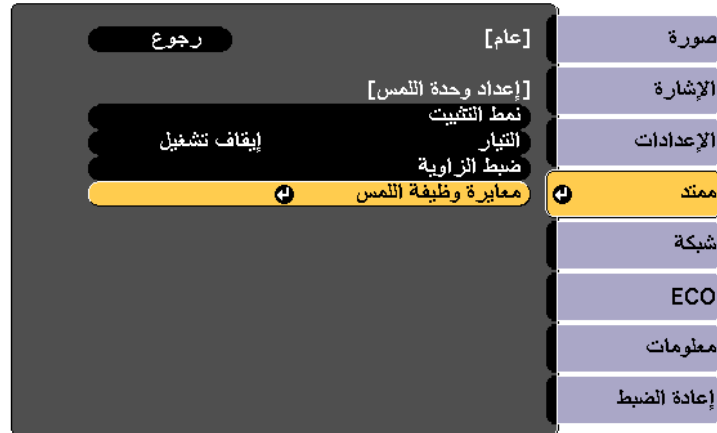 صورة
الإشارة
الإعدادات
ممتد
شبكة
ECO
معلومات
إعادة الضبط
[عام] رجوع
[إعداد وحدة اللمس]
نمط التثبيت
التيار إيقاف تشغيل
ضبط الزاوية
معايرة وظيفة اللمس